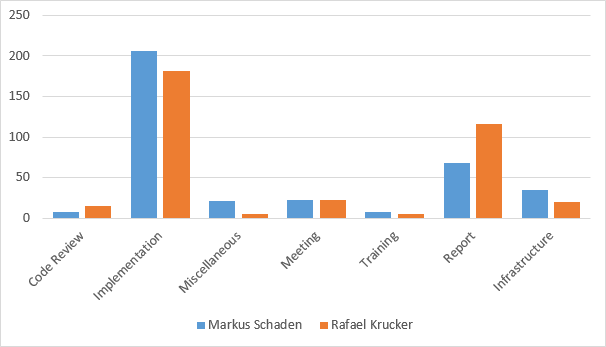 250
200
150
100
50
0
Code Review
Implementation
Miscellaneous
Meeting
Training
Report
Infrastructure
Markus Schaden Rafael Krucker